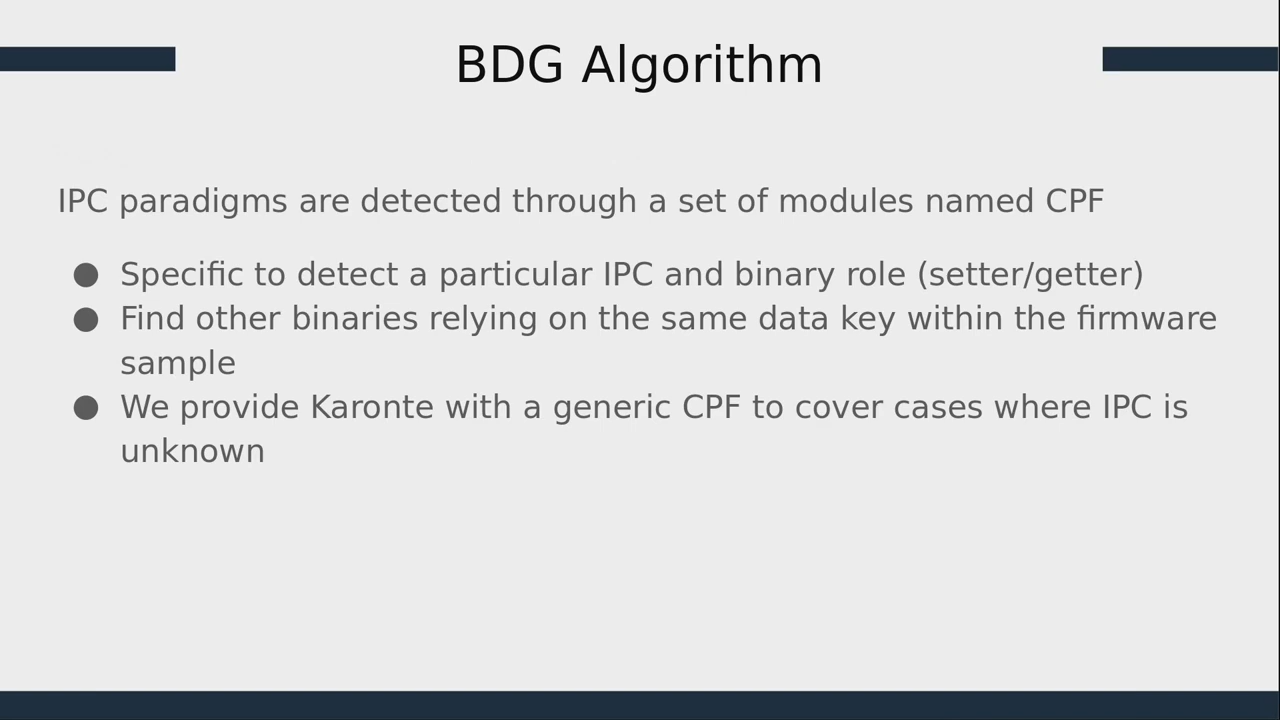 BDG Algorithm
IPC paradigms are detected through a set of modules named CPF
● Specific to detect a particular IPC and binary role (setter/getter)
● Find other binaries relying on the same data key within the firmware
sample
● We provide Karonte with a generic CPF to cover cases where IPC is
unknown